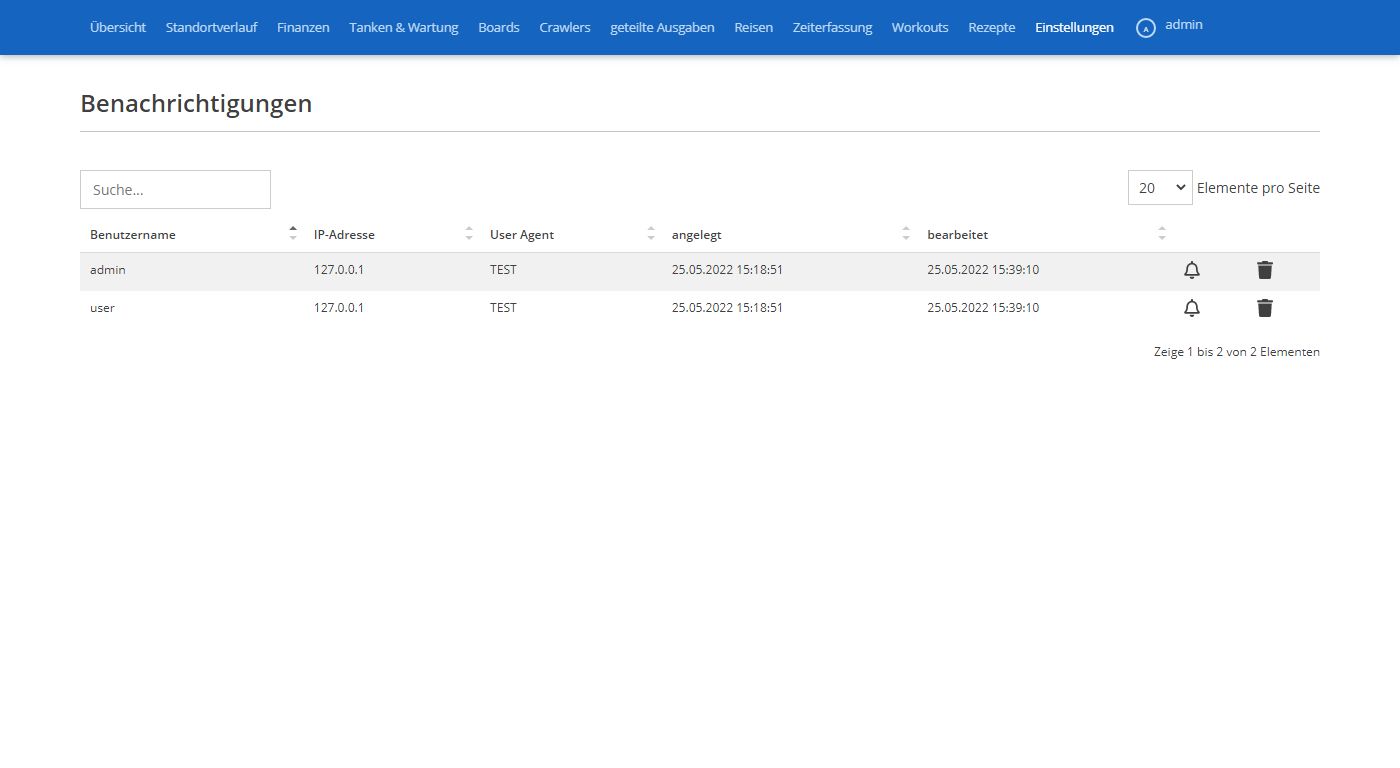 Übersicht Standortverlauf Finanzen Tanken & Wartung Boards Crawlers geteilte Ausgaben Reisen Zeiterfassung Workouts Rezepte Einstellungen A admin
Benachrichtigungen
Suche... 20 Elemente pro Seite
Benutzername IP-Adresse User Agent angelegt bearbeitet
admin 127.0.0.1 TEST 25.05.2022 15:18:51 25.05.2022 15:39:10
user 127.0.0.1 TEST 25.05.2022 15:18:51 25.05.2022 15:39:10
Zeige 1 bis 2 von 2 Elementen